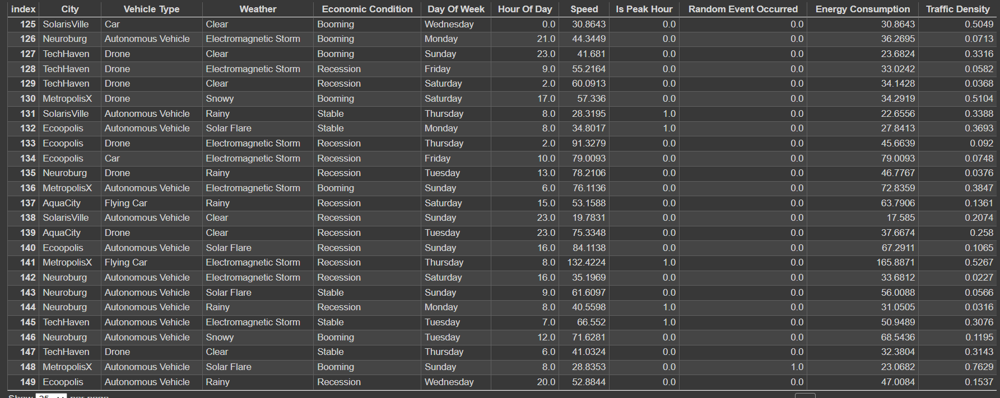 index City Vehicle Type Weather Economic Condition Day Of Week Hour Of Day Speed Is Peak Hour Random Event Occurred Energy Consumption Traffic Density
125 SolarisVille Car Clear Booming Wednesday 0.0 30.8643 0.0 0.0 30.8643 0.5049
126 Neuroburg Autonomous Vehicle Electromagnetic Storm Booming Monday 21.0 44.3449 0.0 0.0 36.2695 0.0713
127 TechHaven Drone Clear Booming Sunday 23.0 41.681 0.0 0.0 23.6824 0.3316
128 TechHaven Drone Electromagnetic Storm Recession Friday 9.0 55.2164 0.0 0.0 33.0242 0.0582
129 TechHaven Drone Clear Recession Saturday 2.0 60.0913 0.0 0.0 34.1428 0.0368
130 MetropolisX Drone Snowy Booming Saturday 17.0 57.336 0.0 0.0 34.2919 0.5104
131 SolarisVille Autonomous Vehicle Rainy Stable Thursday 8.0 28.3195 1.0 0.0 22.6556 0.3388
132 Ecoopolis Autonomous Vehicle Solar Flare Stable Monday 8.0 34.8017 1.0 0.0 27.8413 0.3693
133 Ecoopolis Drone Electromagnetic Storm Recession Thursday 2.0 91.3279 0.0 0.0 45.6639 0.092
134 Ecoopolis Car Electromagnetic Storm Recession Friday 10.0 79.0093 0.0 0.0 79.0093 0.0748
135 Neuroburg Drone Rainy Recession Tuesday 13.0 78.2106 0.0 0.0 46.7767 0.0376
136 MetropolisX Autonomous Vehicle Electromagnetic Storm Booming Sunday 6.0 76.1136 0.0 0.0 72.8359 0.3847
137 AquaCity Flying Car Rainy Recession Saturday 15.0 53.1588 0.0 0.0 63.7906 0.1361
138 SolarisVille Autonomous Vehicle Clear Recession Sunday 23.0 19.7831 0.0 0.0 17.585 0.2074
139 AquaCity Drone Clear Recession Tuesday 23.0 75.3348 0.0 0.0 37.6674 0.258
140 Ecoopolis Autonomous Vehicle Solar Flare Recession Sunday 16.0 84.1138 0.0 0.0 67.2911 0.1065
141 MetropolisX Flying Car Electromagnetic Storm Recession Thursday 8.0 132.4224 1.0 0.0 165.8871 0.5267
142 Neuroburg Autonomous Vehicle Electromagnetic Storm Recession Saturday 16.0 35.1969 0.0 0.0 33.6812 0.0227
143 Neuroburg Autonomous Vehicle Solar Flare Stable Sunday 9.0 61.6097 0.0 0.0 56.0088 0.0566
144 Neuroburg Autonomous Vehicle Rainy Recession Monday 8.0 40.5598 1.0 0.0 31.0505 0.0316
145 TechHaven Autonomous Vehicle Electromagnetic Storm Stable Tuesday 7.0 66.552 1.0 0.0 50.9489 0.3076
146 Neuroburg Autonomous Vehicle Snowy Booming Tuesday 12.0 71.6281 0.0 0.0 68.5436 0.1195
147 TechHaven Drone Clear Stable Thursday 6.0 41.0324 0.0 0.0 32.3804 0.3143
148 MetropolisX Autonomous Vehicle Solar Flare Booming Sunday 8.0 28.8353 0.0 1.0 23.0682 0.7629
149 Ecoopolis Autonomous Vehicle Rainy Recession Wednesday 20.0 52.8844 0.0 0.0 47.0084 0.1537
Show 25 per page